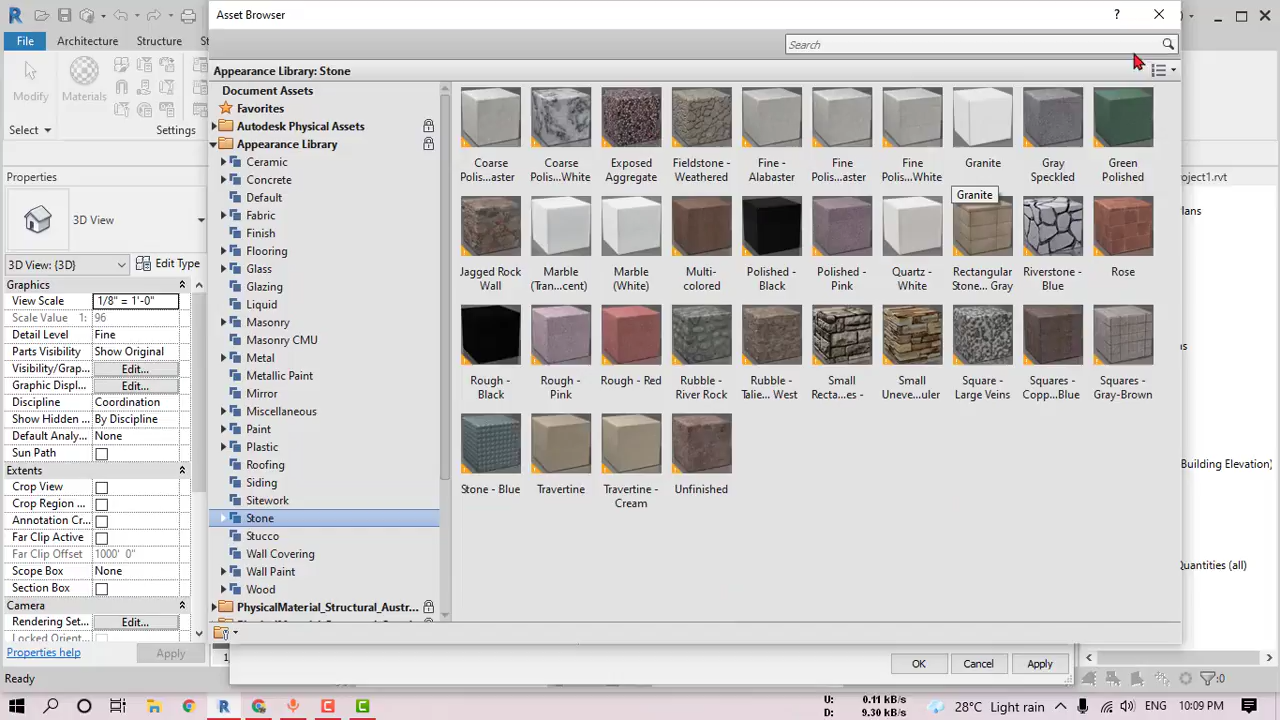 Asset Browser
?
File
Architecture
Structure
St
Modify
Materials
Select
Settings
Search
Appearance Library: Stone
Document Assets
Favorites
Autodesk Physical Assets
Appearance Library
Ceramic
Concrete
Default
Fabric
Finish
Flooring
Glass
Glazing
Liquid
Masonry
Masonry CMU
Metal
Metallic Paint
Mirror
Miscellaneous
Paint
Plastic
Roofing
Siding
Sitework
Stone
Stucco
Wall Covering
Wall Paint
Wood
PhysicalMaterial_Structural_Austr...
Coarse Polis...aster
Coarse Polis...White
Exposed Aggregate
Fieldstone - Weathered
Fine - Alabaster
Fine Polis...aster
Fine Polis...White
Granite
Gray Speckled
Green Polished
Granite
Jagged Rock Wall
Marble (Tran...cent)
Marble (White)
Multi-colored
Polished - Black
Polished - Pink
Quartz - White
Rectangular Stone... Gray
Riverstone - Blue
Rose
Rough - Black
Rough - Pink
Rough - Red
Rubble - River Rock
Rubble - Talie... West
Small Recta...es -
Small Uneve...uler
Square - Large Veins
Squares - Copp...Blue
Squares - Gray-Brown
Stone - Blue
Travertine
Travertine - Cream
Unfinished
Properties
3D View
3D View: {3D}
Edit Type
Graphics
View Scale 1/8" = 1'-0"
Scale Value 1: 96
Detail Level Fine
Parts Visibility Show Original
Visibility/Grap... Edit...
Graphic Displ... Edit...
Discipline Coordination
Show Hidden ... By Discipline
Default Analy... None
Sun Path
Extents
Crop View
Crop Region ...
Annotation Cr...
Far Clip Active
Far Clip Offset 1000' 0"
Scope Box None
Section Box
Camera
Rendering Set... Edit...
Locked Orient
Properties help
Apply
1
OK
Cancel
Apply
oject1.rvt
lans
s
Building Elevation)
Quantities (all)
Ready
:0
U: 0.11 kB/s
D: 9.30 kB/s
28°C Light rain
ENG
10:09 PM